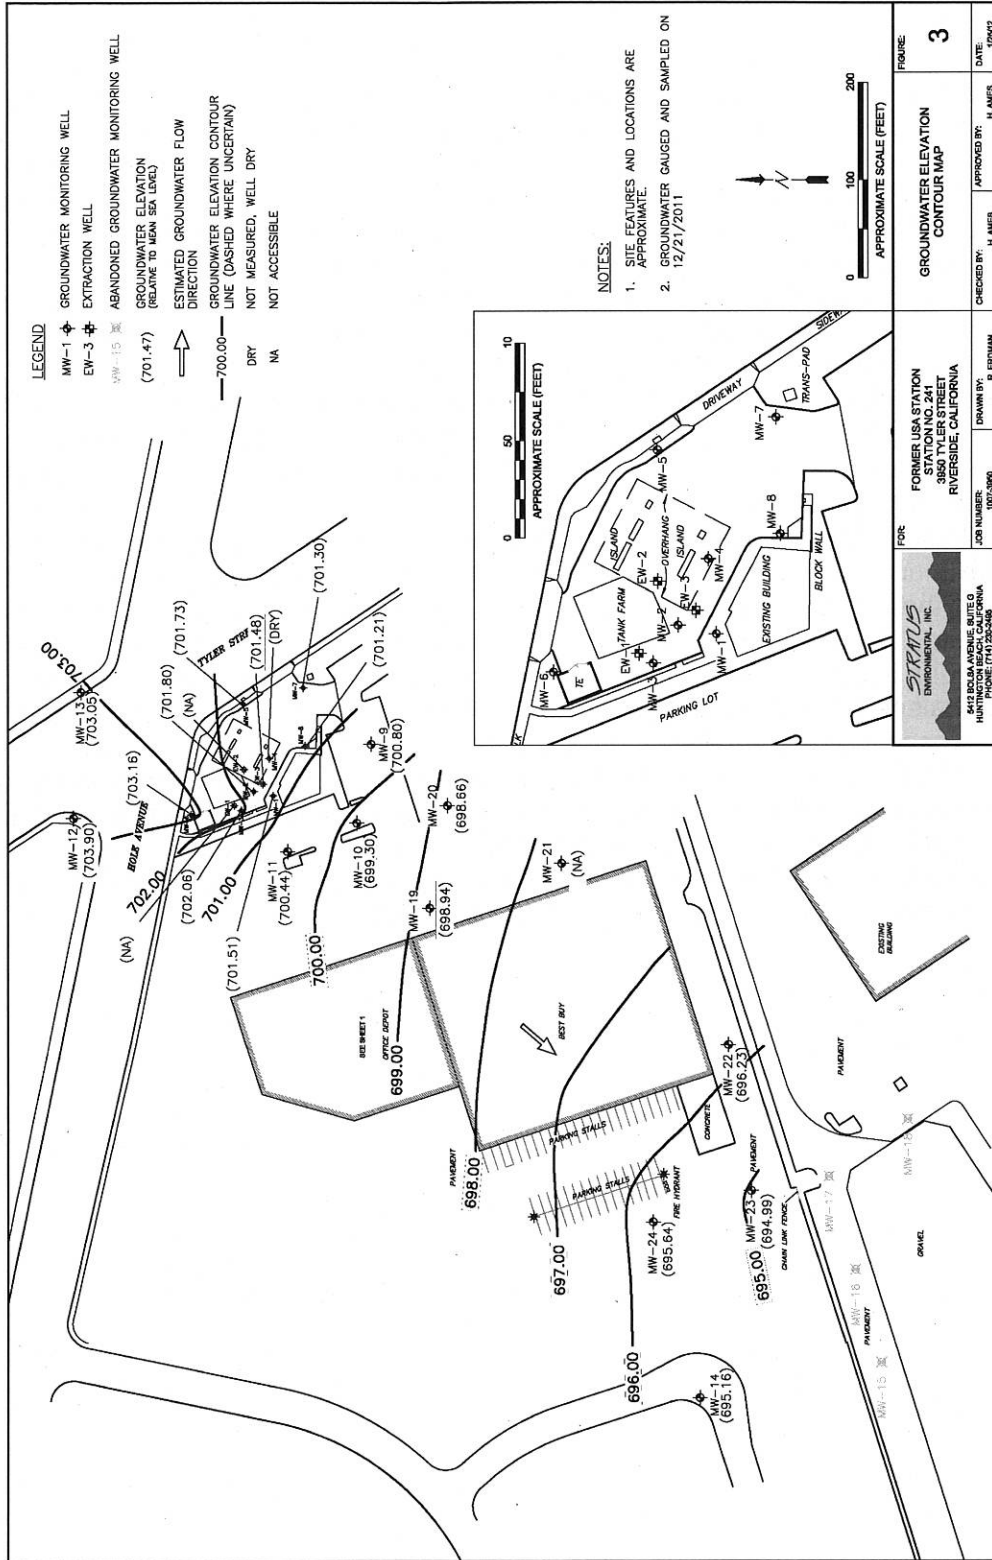 LEGEND
MW-1 GROUNDWATER MONITORING WELL
EW-3 EXTRACTION WELL
MW-15 ABANDONED GROUNDWATER MONITORING WELL
(701.47) GROUNDWATER ELEVATION
(RELATIVE TO MEAN SEA LEVEL)
ESTIMATED GROUNDWATER FLOW
DIRECTION
700.00 GROUNDWATER ELEVATION CONTOUR
LINE (DASHED WHERE UNCERTAIN)
DRY NOT MEASURED, WELL DRY
NA NOT ACCESSIBLE
703.00
MW-13
(703.05)
MW-12
(703.90)
(703.16)
HOLE AVENUE
(701.80)
(NA)
(701.73)
TYLER STR
(701.48)
(DRY)
(701.30)
(701.21)
702.00
(NA)
(702.06)
701.00
(701.51)
MW-11
(700.44)
700.00
MW-10
(699.30)
MW-9
(700.80)
MW-20
(698.66)
MW-19
(698.94)
MW-21
(NA)
SEE SHEET 1
OFFICE DEPOT
699.00
BEST BUY
698.00
PAVEMENT
697.00
PARKING STALLS
PARKING STALLS
FIRE HYDRANT
CONCRETE
696.00
MW-22
(696.23)
MW-24
(695.64)
695.00
MW-23
(694.99)
PAVEMENT
CHAIN LINK FENCE
MW-14
(695.16)
MW-15
MW-16
MW-17
MW-18
PAVEMENT
PAVEMENT
GRAVEL
EXISTING
BUILDING
0 50 10
APPROXIMATE SCALE (FEET)
LK
MW-6
TE
TANK FARM
ISLAND
EW-1
EW-2
OVERHANG
ISLAND
MW-2
EW-3
MW-3
MW-1
MW-4
MW-5
DRIVEWAY
SIDEW
MW-7
TRANS-PAD
MW-8
EXISTING BUILDING
BLOCK WALL
PARKING LOT
NOTES:
1. SITE FEATURES AND LOCATIONS ARE
APPROXIMATE.
2. GROUNDWATER GAUGED AND SAMPLED ON
12/21/2011
N
0 100 200
APPROXIMATE SCALE (FEET)
STRATUS
ENVIRONMENTAL, INC.
5412 BOLSA AVENUE, SUITE G
HUNTINGTON BEACH, CALIFORNIA
FOR:
FORMER USA STATION
STATION NO. 241
3950 TYLER STREET
RIVERSIDE, CALIFORNIA
JOB NUMBER:
DRAWN BY:
GROUNDWATER ELEVATION
CONTOUR MAP
CHECKED BY:
APPROVED BY:
FIGURE:
3
DATE: